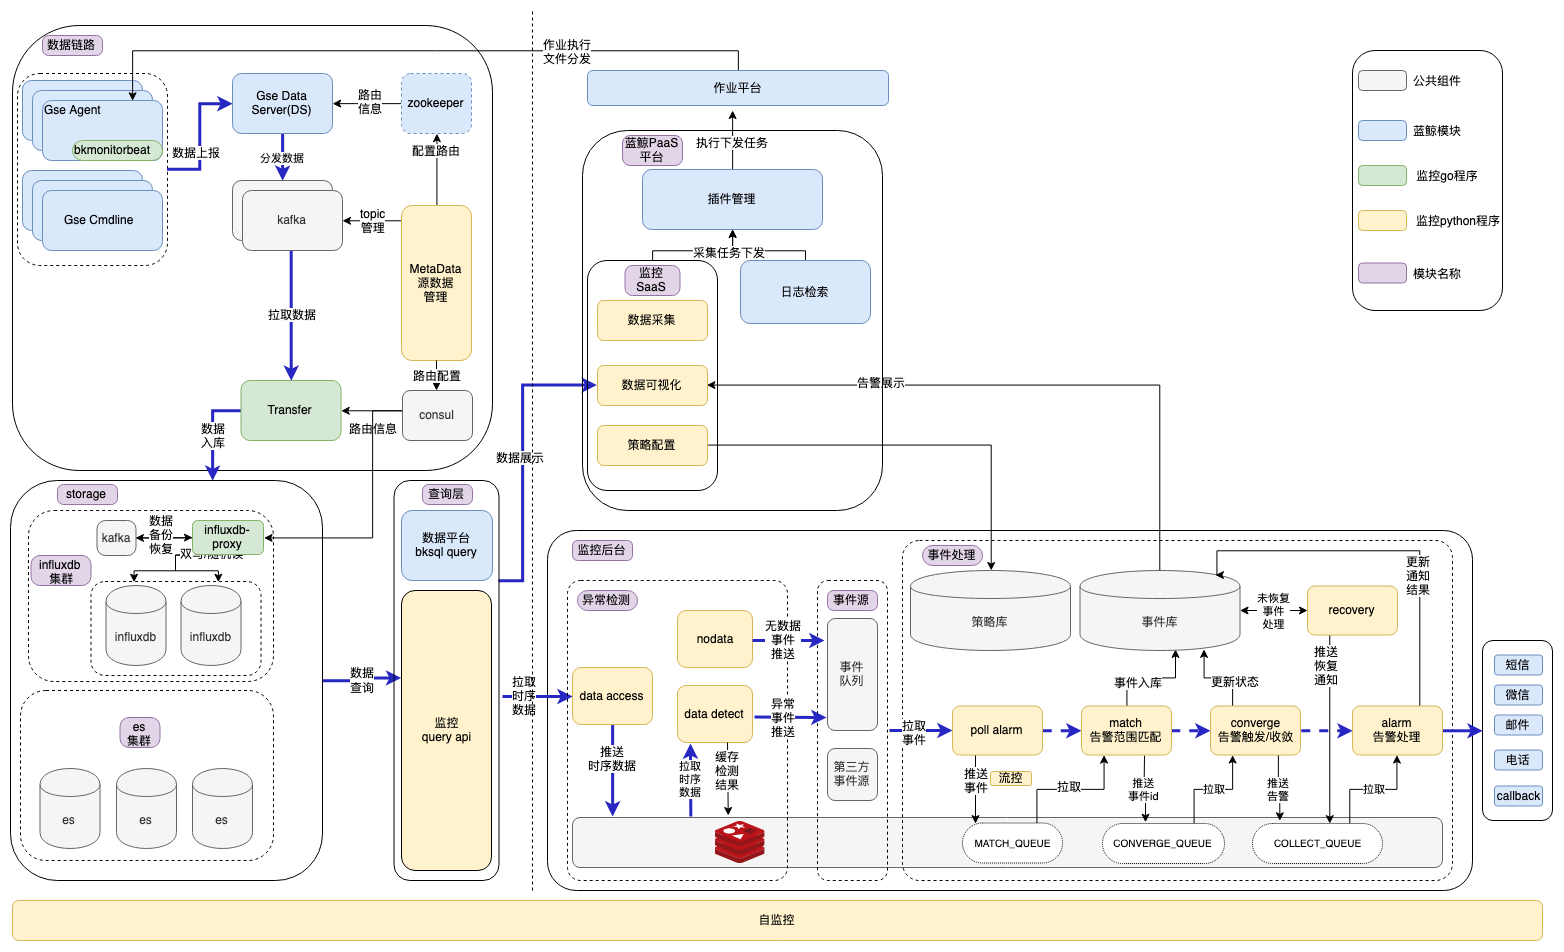 数据链路
Gse Agent
bkmonitorbeat
Gse Cmdline
数据上报
Gse Data
Server(DS)
路由
信息
zookeeper
分发数据
配置路由
kafka
topic
管理
MetaData
源数据
管理
拉取数据
路由配置
Transfer
consul
路由信息
数据
入库
作业执行
文件分发
作业平台
执行下发任务
蓝鲸PaaS
平台
插件管理
采集任务下发
监控
SaaS
日志检索
数据采集
数据可视化
策略配置
告警展示
数据展示
公共组件
蓝鲸模块
监控go程序
监控python程序
模块名称
storage
kafka
数据
备份
恢复
influxdb-
proxy
influxdb
集群
influxdb
influxdb
es
集群
es
es
es
数据
查询
查询层
数据平台
bksql query
监控
query api
拉取
时序
数据
监控后台
异常检测
nodata
data access
data detect
推送
时序数据
拉取
时序
数据
缓存
检测
结果
无数据
事件
推送
异常
事件
推送
事件源
事件
队列
第三方
事件源
拉取
事件
事件处理
策略库
事件库
未恢复
事件
处理
recovery
更新
通知
结果
推送
恢复
通知
事件入库
更新状态
poll alarm
match
告警范围匹配
converge
告警触发/收敛
alarm
告警处理
推送
事件
流控
拉取
推送
事件id
拉取
推送
告警
拉取
MATCH_QUEUE
CONVERGE_QUEUE
COLLECT_QUEUE
短信
微信
邮件
电话
callback
自监控